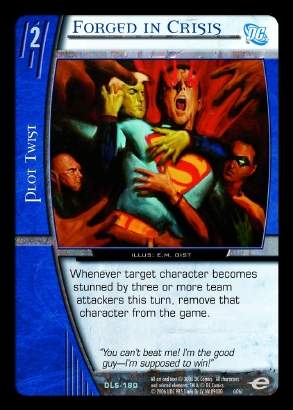 2
Forged in Crisis
DC
Plot Twist
ILLUS: E.M. GIST
Whenever target character becomes
stunned by three or more team
attackers this turn, remove that
character from the game.
"You can't beat me! I'm the good
guy—I'm supposed to win!"
DLS-180